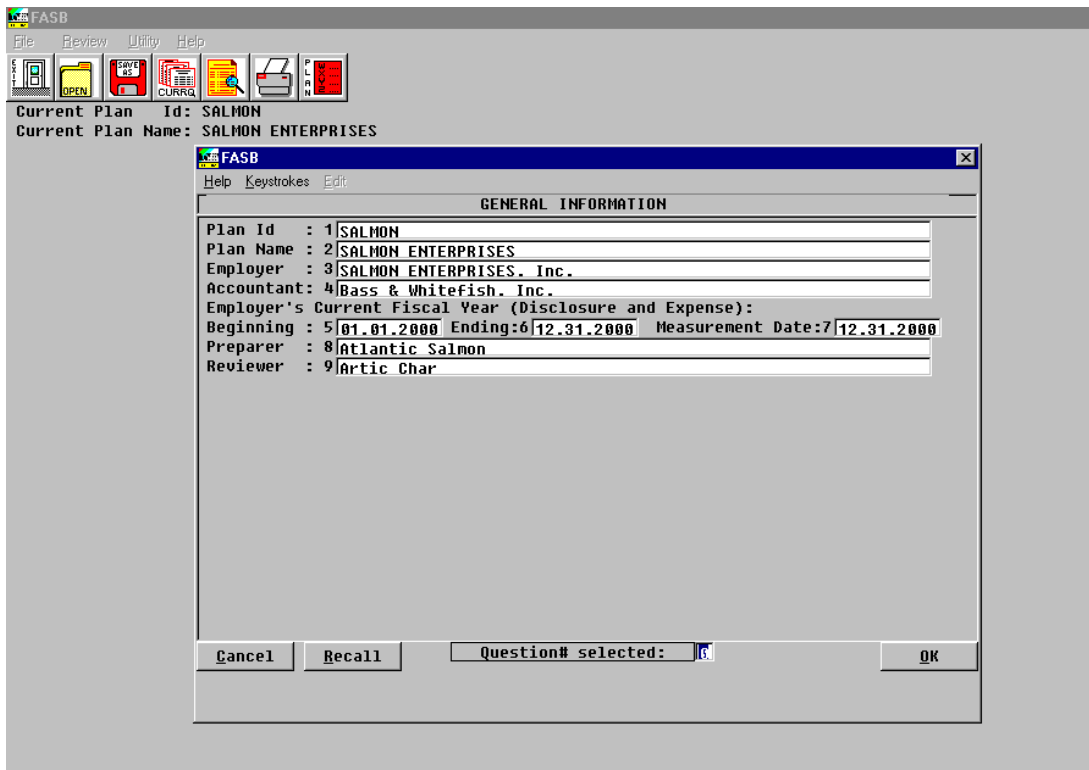 FASB
File Review Utility Help
EXIT OPEN SAVE AS CURRQ PLAN
Current Plan Id: SALMON
Current Plan Name: SALMON ENTERPRISES
FASB
Help Keystrokes Edit
GENERAL INFORMATION
Plan Id : 1 SALMON
Plan Name : 2 SALMON ENTERPRISES
Employer : 3 SALMON ENTERPRISES. Inc.
Accountant: 4 Bass & Whitefish. Inc.
Employer's Current Fiscal Year (Disclosure and Expense):
Beginning : 5 01.01.2000 Ending:6 12.31.2000 Measurement Date:7 12.31.2000
Preparer : 8 Atlantic Salmon
Reviewer : 9 Artic Char
Cancel Recall Question# selected: OK